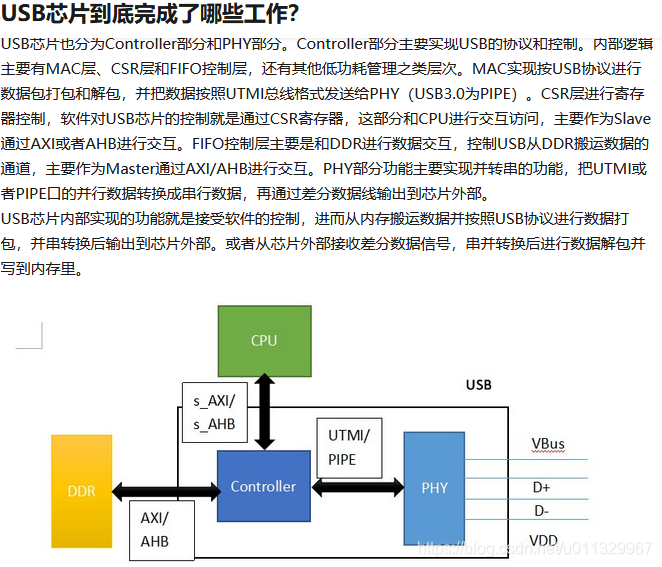 USB芯片到底完成了哪些工作?
USB芯片也分为Controller部分和PHY部分。Controller部分主要实现USB的协议和控制。内部逻辑
主要有MAC层、CSR层和FIFO控制层，还有其他低功耗管理之类层次。MAC实现按USB协议进行
数据包打包和解包，并把数据按照UTMI总线格式发送给PHY（USB3.0为PIPE）。CSR层进行寄存
器控制，软件对USB芯片的控制就是通过CSR寄存器，这部分和CPU进行交互访问，主要作为Slave
通过AXI或者AHB进行交互。FIFO控制层主要是和DDR进行数据交互，控制USB从DDR搬运数据的
通道，主要作为Master通过AXI/AHB进行交互。PHY部分功能主要实现并转串的功能，把UTMI或
者PIPE口的并行数据转换成串行数据，再通过差分数据线输出到芯片外部。
USB芯片内部实现的功能就是接受软件的控制，进而从内存搬运数据并按照USB协议进行数据打
包，并串转换后输出到芯片外部。或者从芯片外部接收差分数据信号，串并转换后进行数据解包并
写到内存里。
CPU
USB
s_AXI/
s_AHB
UTMI/
PIPE
VBus
DDR
Controller
PHY
D+
D-
AXI/
AHB
VDD
https://blog.csdn.net/u011329967